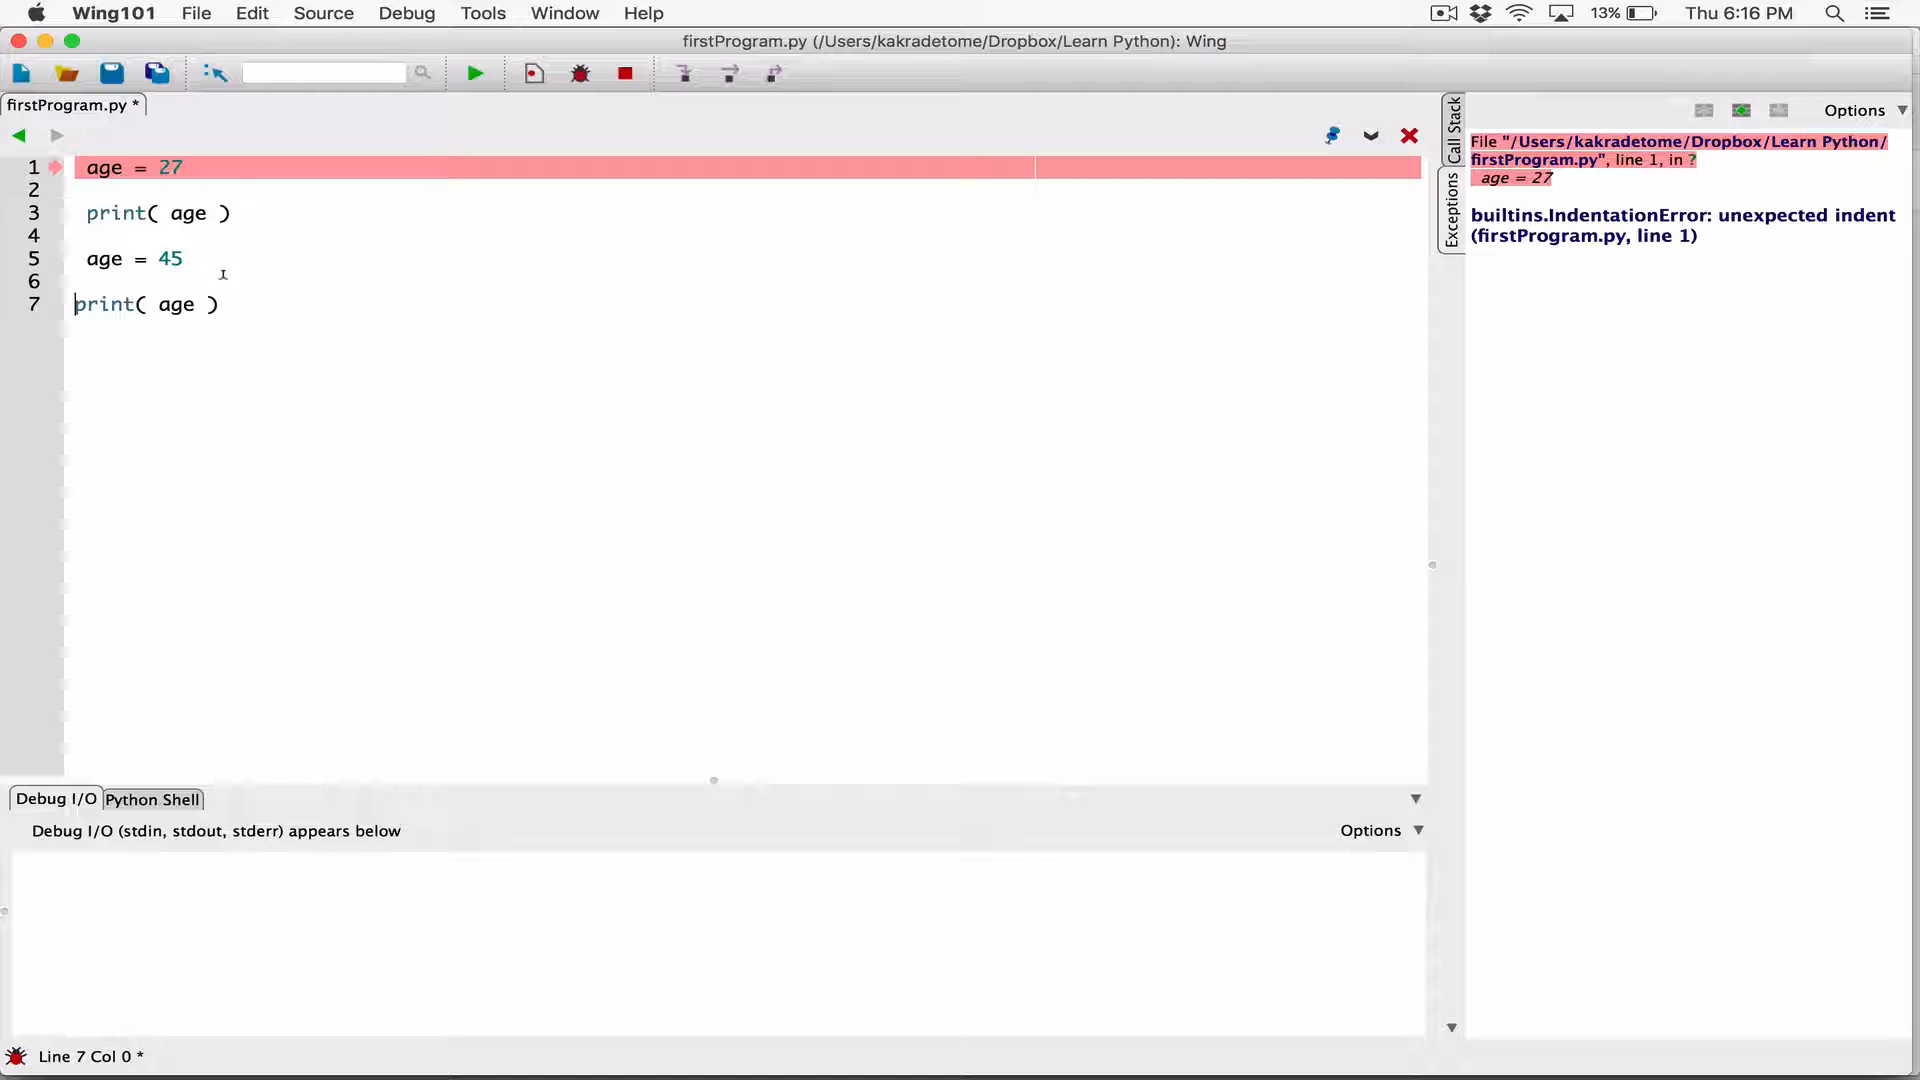 Wing101 File Edit Source Debug Tools Window Help 13% Thu 6:16 PM
firstProgram.py (/Users/kakradetome/Dropbox/Learn Python): Wing
firstProgram.py *
1 age = 27
2
3 print( age )
4
5 age = 45
6
7 print( age )
Call Stack
Exceptions
Options
File "/Users/kakradetome/Dropbox/Learn Python/
firstProgram.py", line 1, in ?
age = 27
builtins.IndentationError: unexpected indent
(firstProgram.py, line 1)
Debug I/O Python Shell
Debug I/O (stdin, stdout, stderr) appears below Options
Line 7 Col 0 *